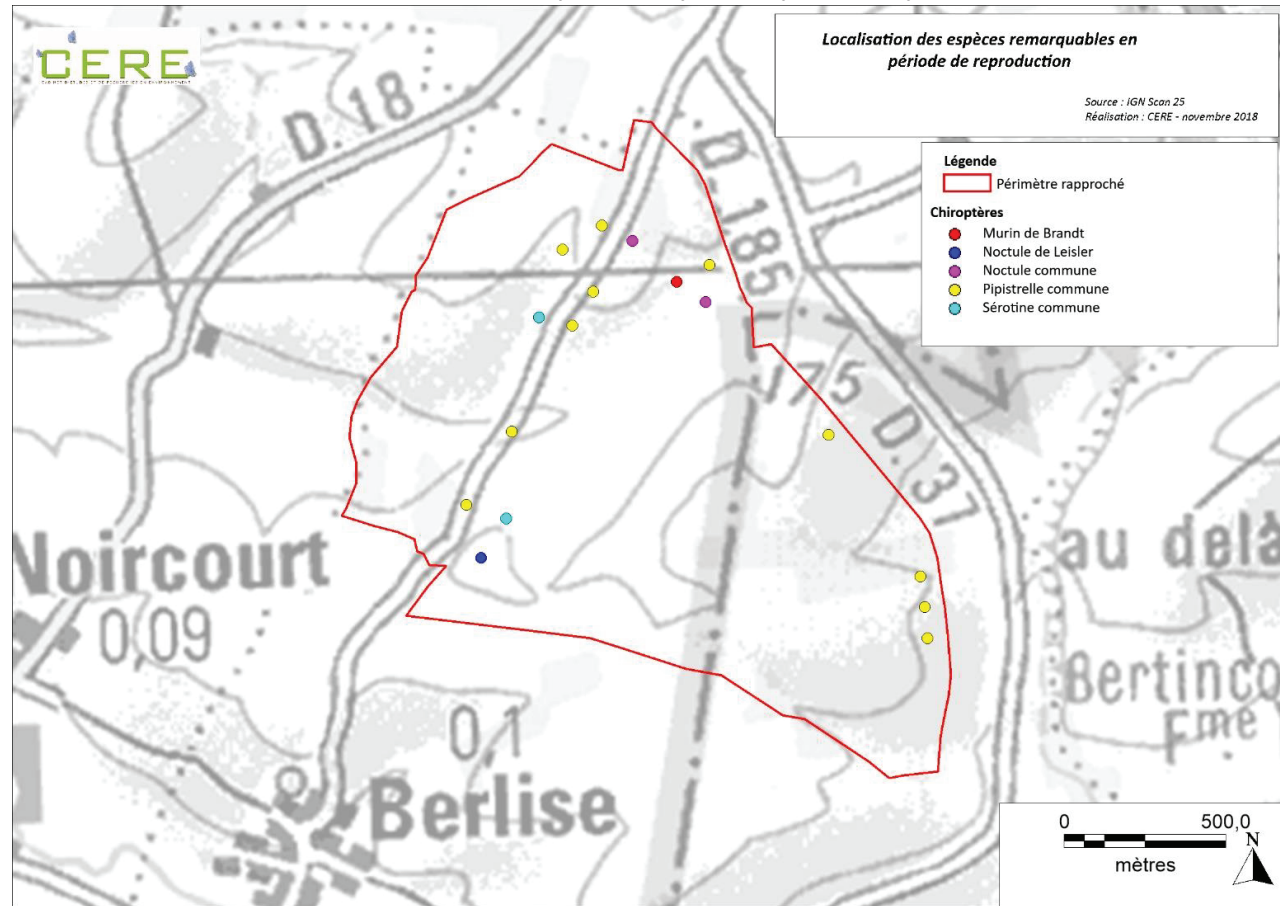 CERE
Localisation des espèces remarquables en
période de reproduction
Source : IGN Scan 25
Réalisation : CERE - novembre 2018
Légende
Périmètre rapproché
Chiroptères
Murin de Brandt
Noctule de Leisler
Noctule commune
Pipistrelle commune
Sérotine commune
D. 18
D. 185
175
D. 37
Noircourt
0,09
au delà
Bertinco
Fme
0,1
Berlise
0 500,0
mètres
N